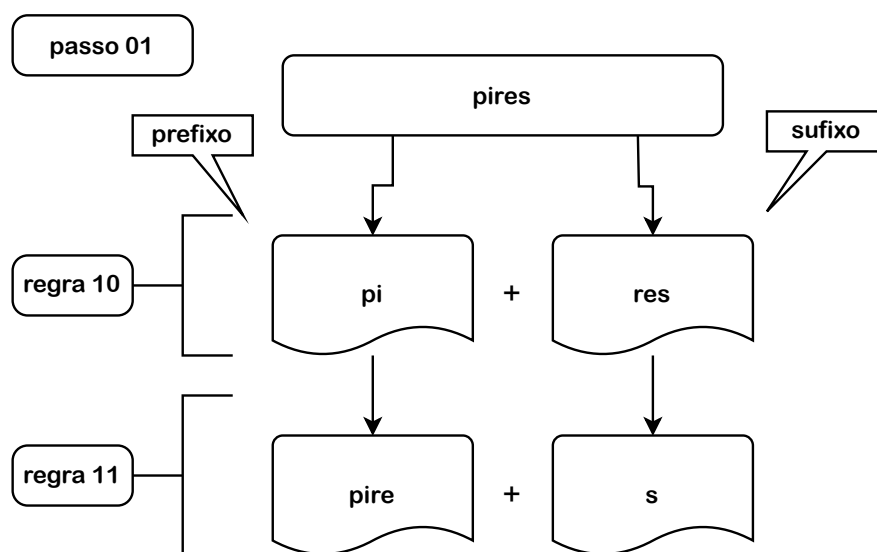 passo 01
pires
prefixo
sufixo
regra 10
pi
+
res
regra 11
pire
+
s